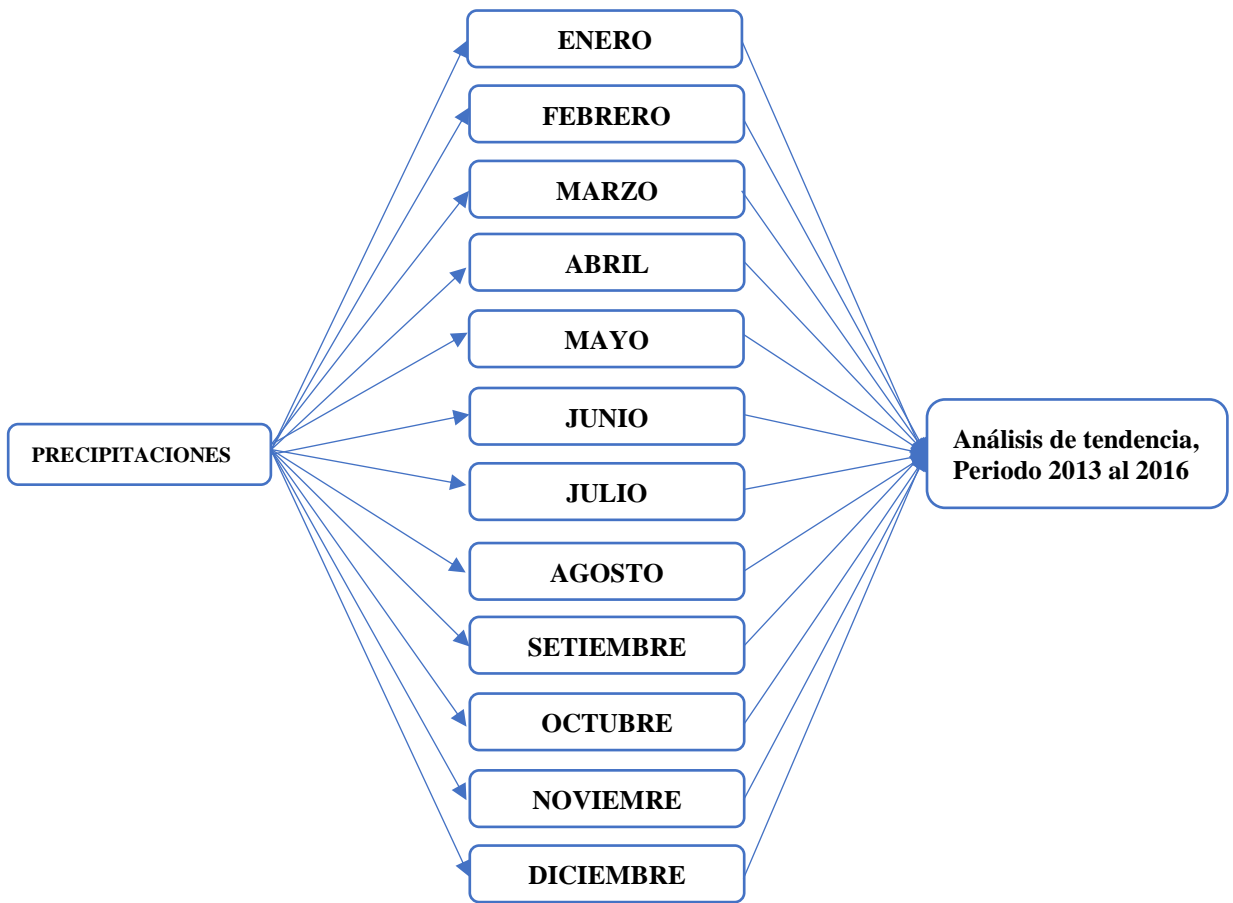 ENERO
FEBRERO
MARZO
ABRIL
MAYO
JUNIO
PRECIPITACIONES
Análisis de tendencia,
Periodo 2013 al 2016
JULIO
AGOSTO
SETIEMBRE
OCTUBRE
NOVIEMRE
DICIEMBRE